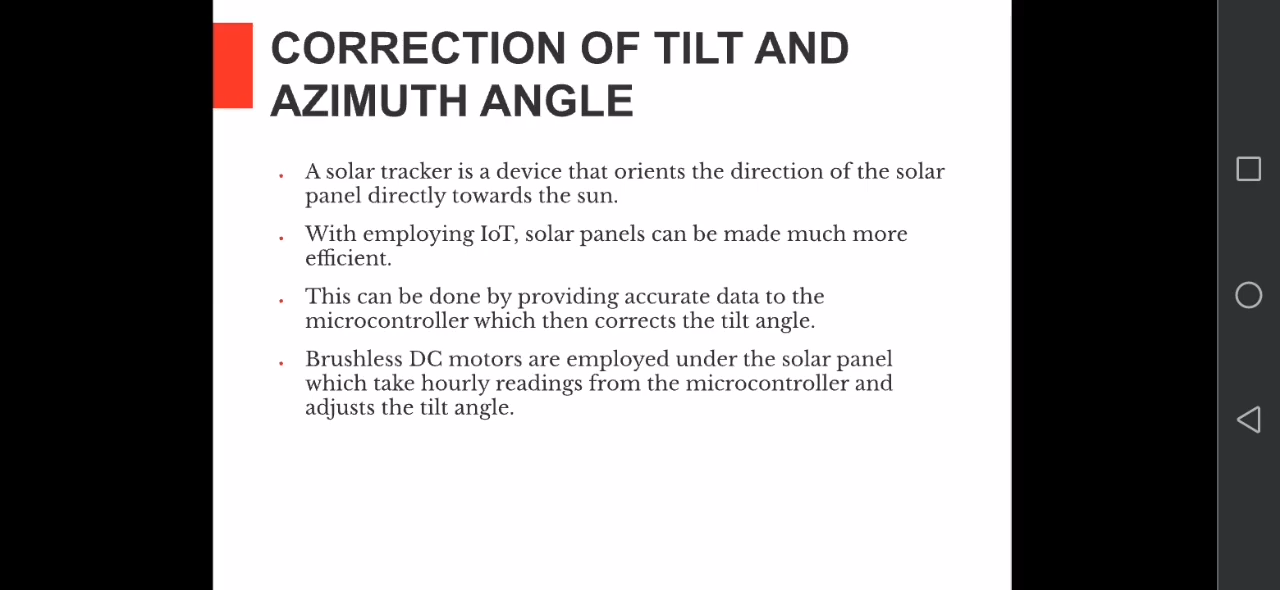 CORRECTION OF TILT AND
AZIMUTH ANGLE
. A solar tracker is a device that orients the direction of the solar
panel directly towards the sun.
. With employing IoT, solar panels can be made much more
efficient.
. This can be done by providing accurate data to the
microcontroller which then corrects the tilt angle.
. Brushless DC motors are employed under the solar panel
which take hourly readings from the microcontroller and
adjusts the tilt angle.